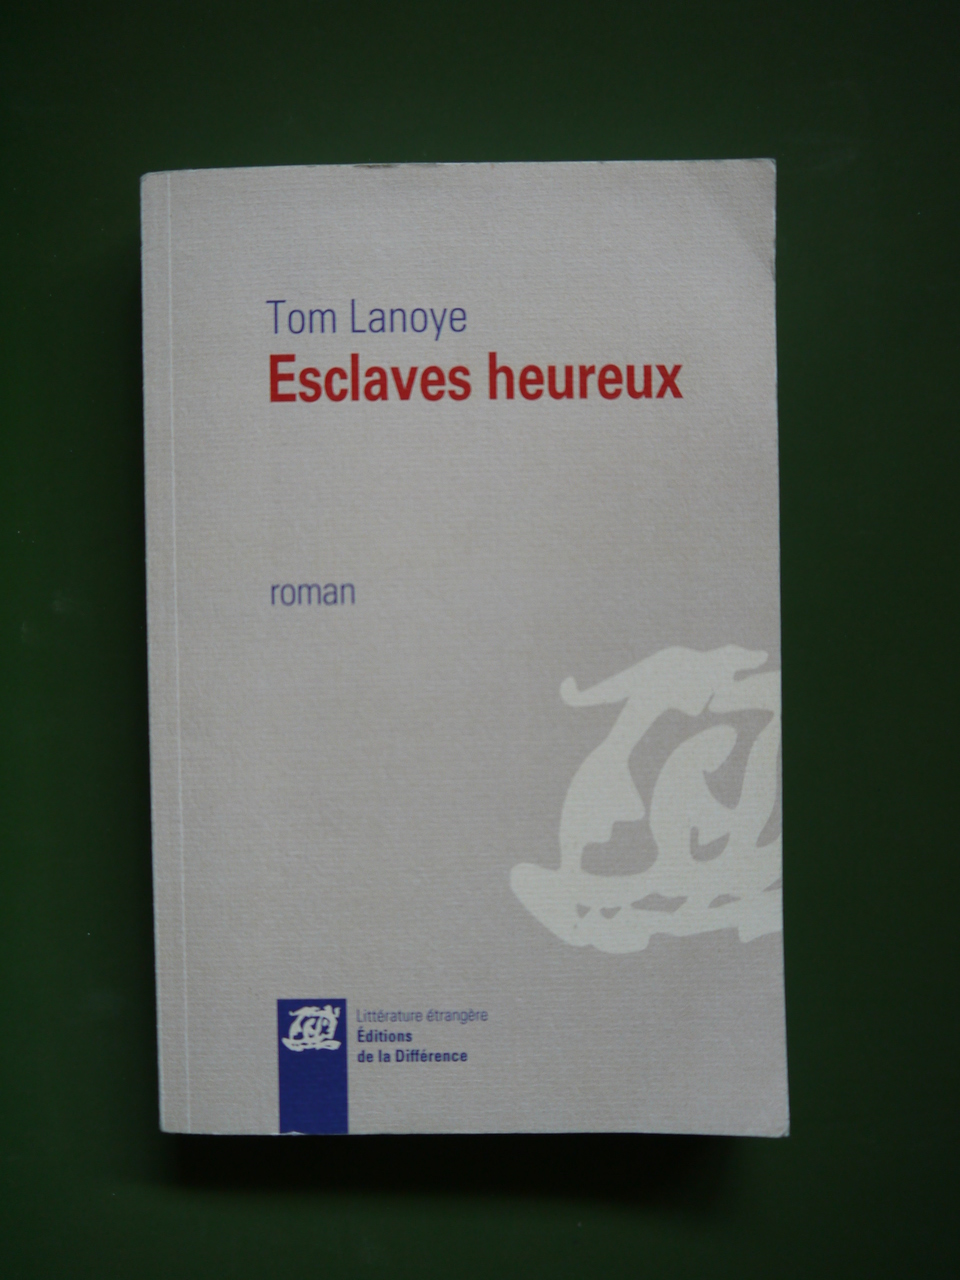 Tom Lanoye
Esclaves heureux
roman
Littérature étrangère
Éditions
de la Différence